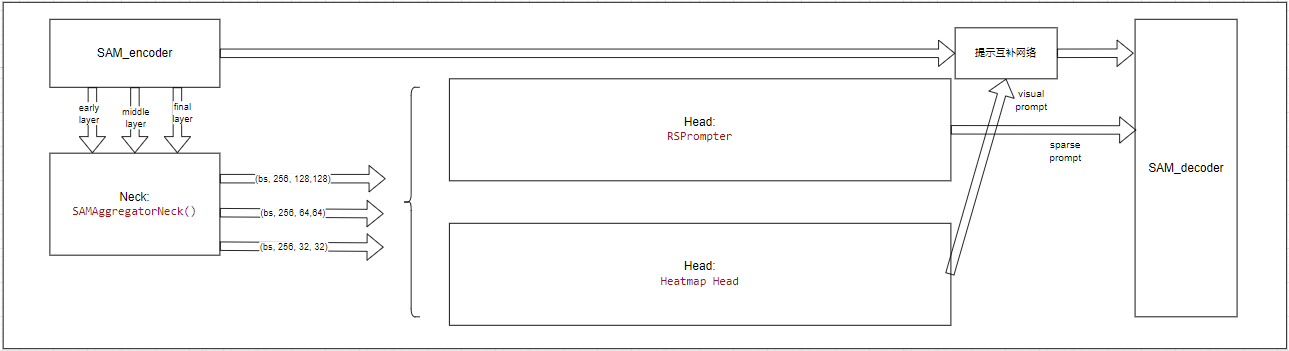 SAM_encoder
early
layer
middle
layer
final
layer
Neck:
SAMAggregatorNeck()
(bs, 256, 128,128)
(bs, 256, 64,64)
(bs, 256, 32, 32)
Head:
RSPrompter
Head:
Heatmap Head
提示互补网络
visual
prompt
sparse
prompt
SAM_decoder